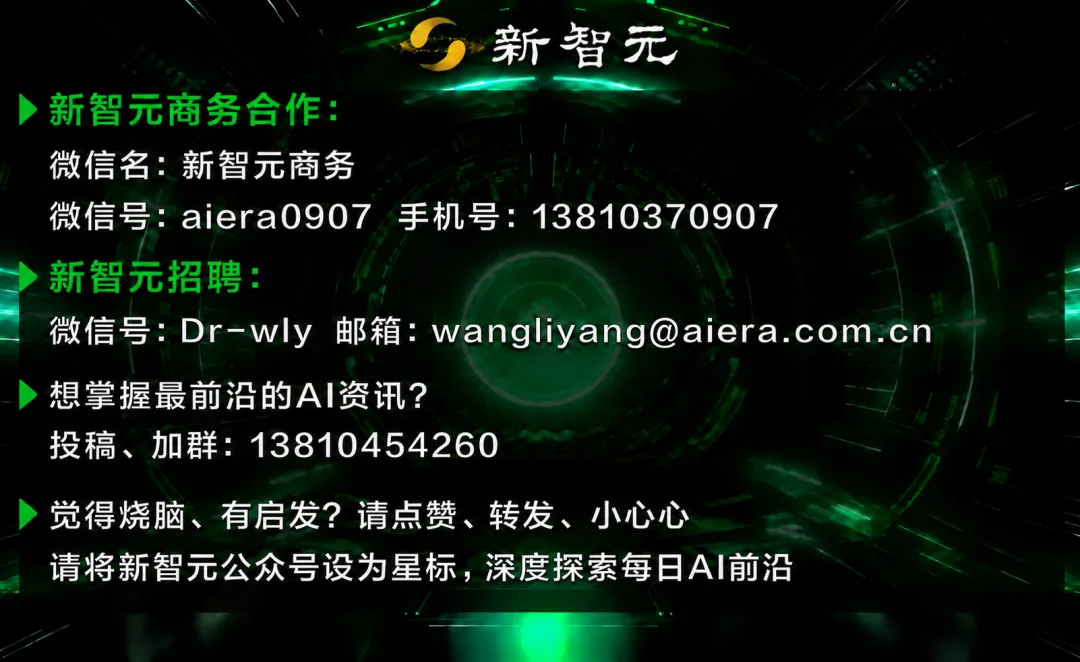 新智元
新智元商务合作：
微信名：新智元商务
微信号：aiera0907 手机号：13810370907
新智元招聘：
微信号：Dr-wly 邮箱：wangliyang@aiera.com.cn
想掌握最前沿的AI资讯？
投稿、加群：13810454260
觉得烧脑、有启发？请点赞、转发、小心心
请将新智元公众号设为星标，深度探索每日AI前沿